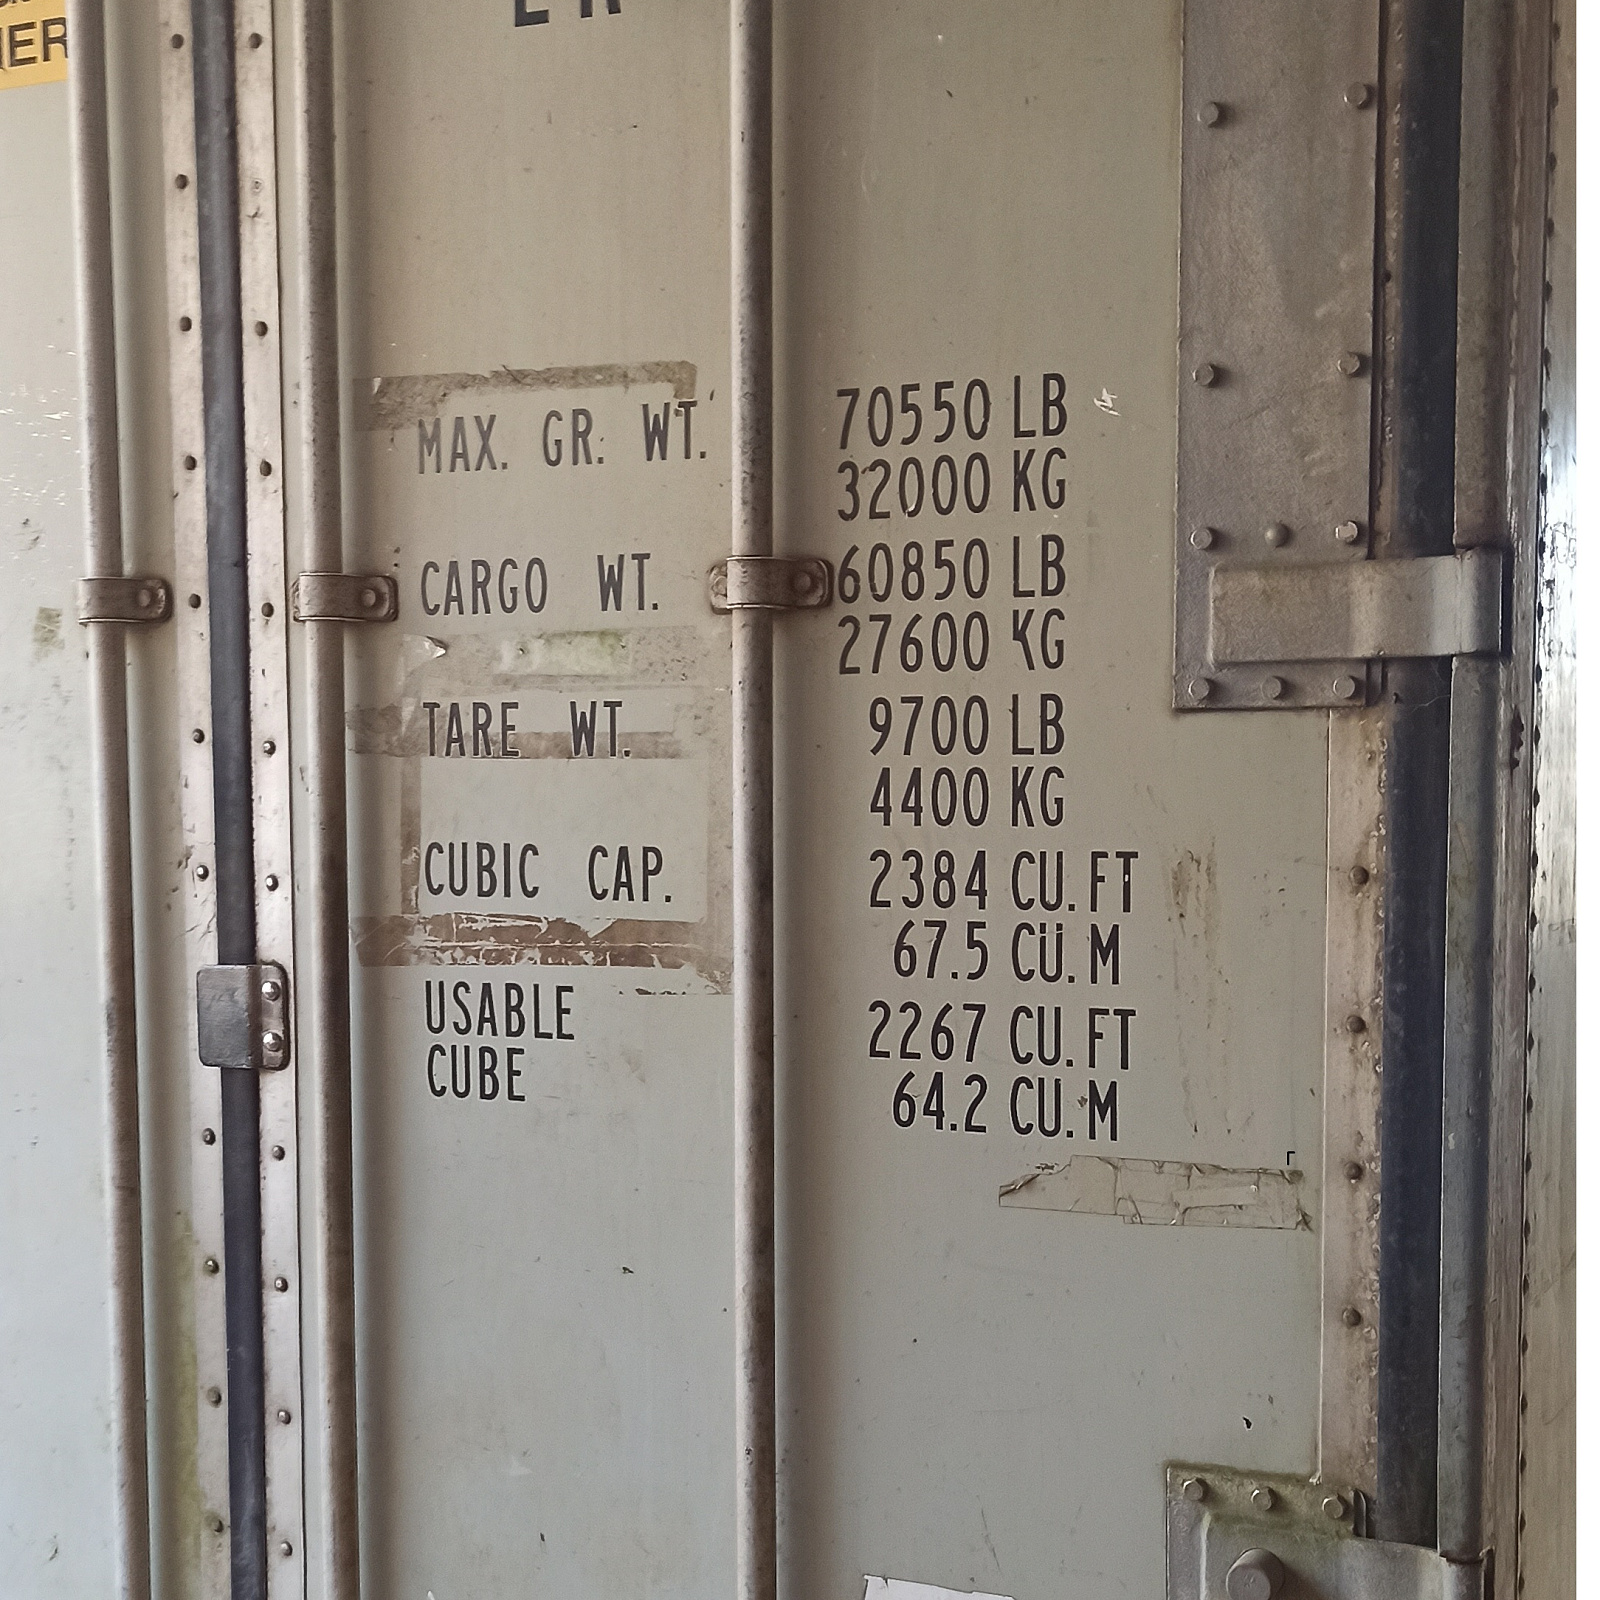 MAX. GR. WT. 70550 LB
32000 KG
CARGO WT. 60850 LB
27600 KG
TARE WT. 9700 LB
4400 KG
CUBIC CAP. 2384 CU. FT
67.5 CU. M
USABLE 2267 CU. FT
CUBE 64.2 CU. M